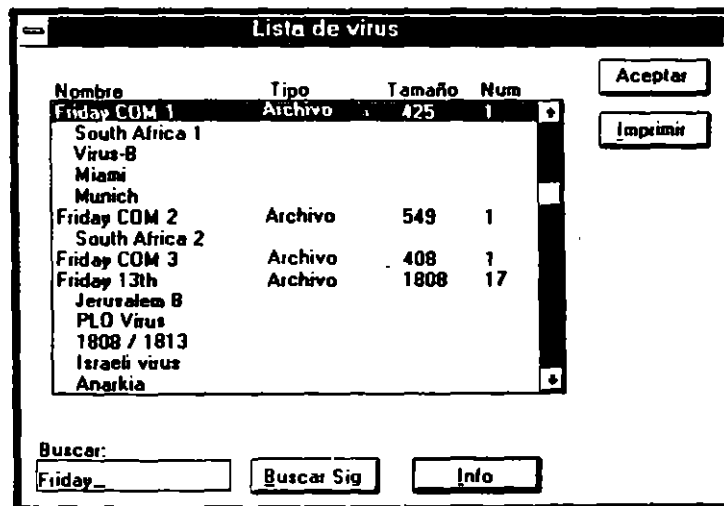 Lista de virus
Aceptar
Nombre Tipo Tamaño Num
Friday COM 1 Archivo 425 1
Imprimir
South Africa 1
Virus-B
Miami
Munich
Friday COM 2 Archivo 549 1
South Africa 2
Friday COM 3 Archivo 408 1
Friday 13th Archivo 1808 17
Jerusalem B
PLO Virus
1808 / 1813
Israeli virus
Anarkia
Buscar:
Friday_
Buscar Sig
Info